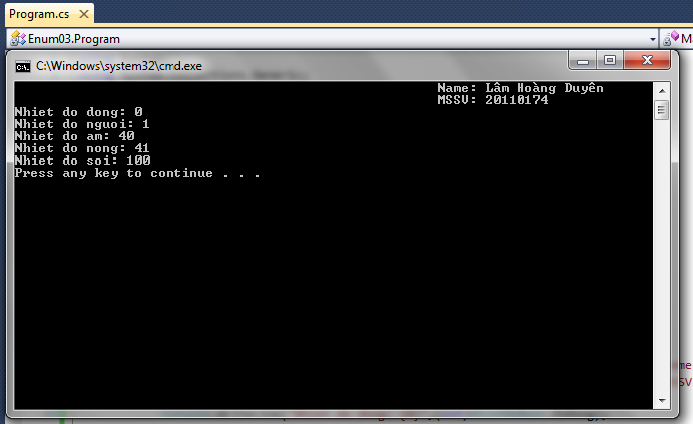 Program.cs
Enum03.Program
C:\Windows\system32\cmd.exe
Name: Lâm Hoàng Duyên
MSSV: 20110174
Nhiet do dong: 0
Nhiet do nguoi: 1
Nhiet do am: 40
Nhiet do nong: 41
Nhiet do soi: 100
Press any key to continue . . .